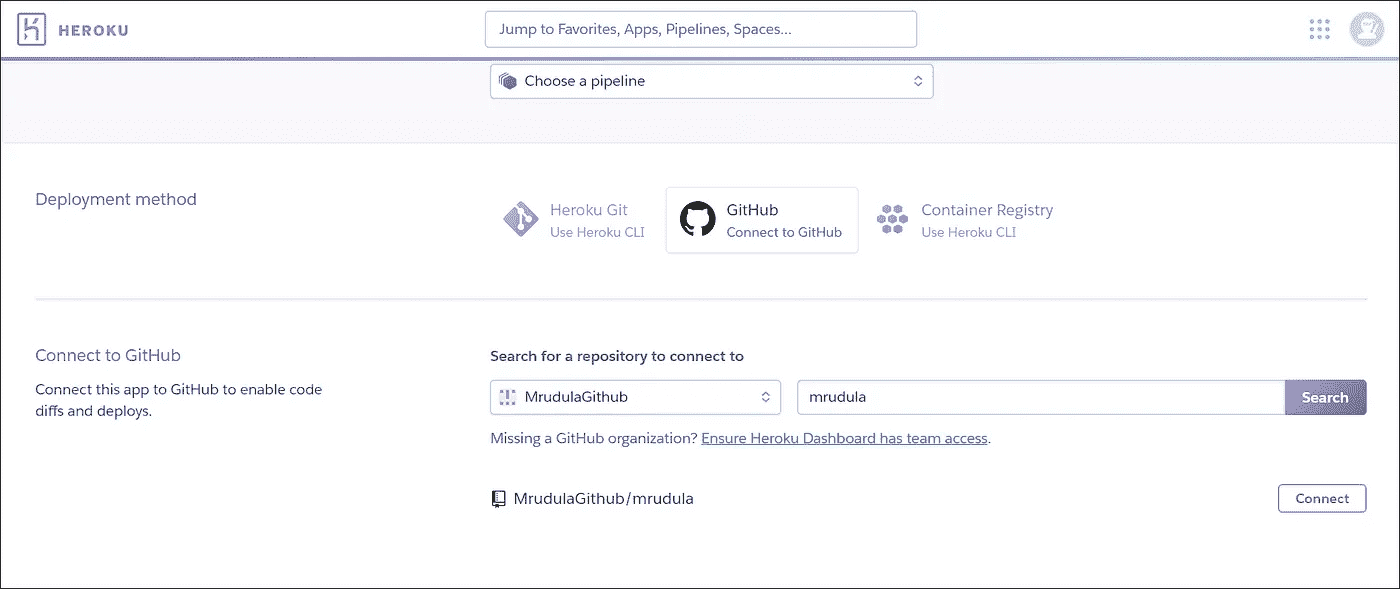 HEROKU
Jump to Favorites, Apps, Pipelines, Spaces...
Choose a pipeline
Deployment method
Heroku Git
Use Heroku CLI
GitHub
Connect to GitHub
Container Registry
Use Heroku CLI
Connect to GitHub
Connect this app to GitHub to enable code
diffs and deploys.
Search for a repository to connect to
MrudulaGithub
mrudula
Search
Missing a GitHub organization? Ensure Heroku Dashboard has team access.
MrudulaGithub/mrudula
Connect